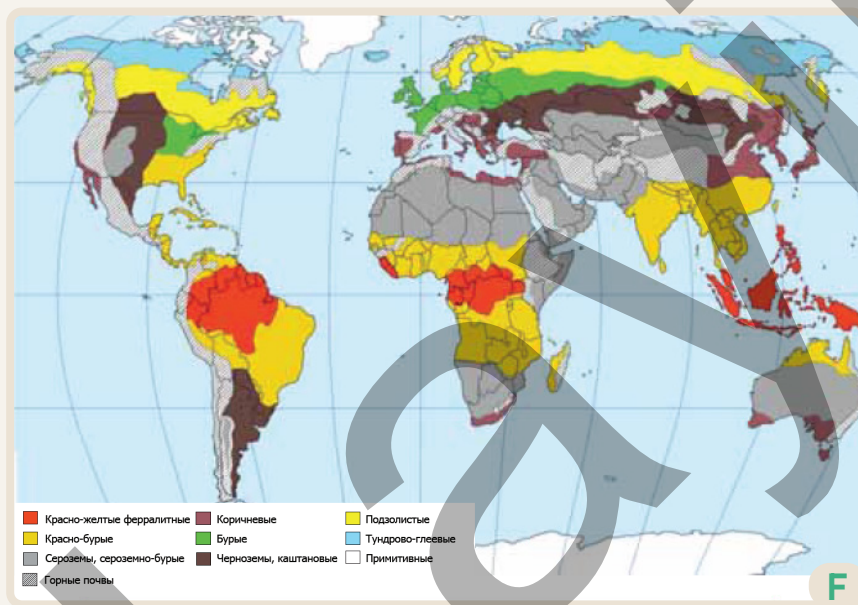 Красно-желтые ферралитные
Красно-бурые
Сероземы, сероземно-бурые
Горные почвы
Коричневые
Бурые
Черноземы, каштановые
Подзолистые
Тундрово-глеевые
Примитивные
F